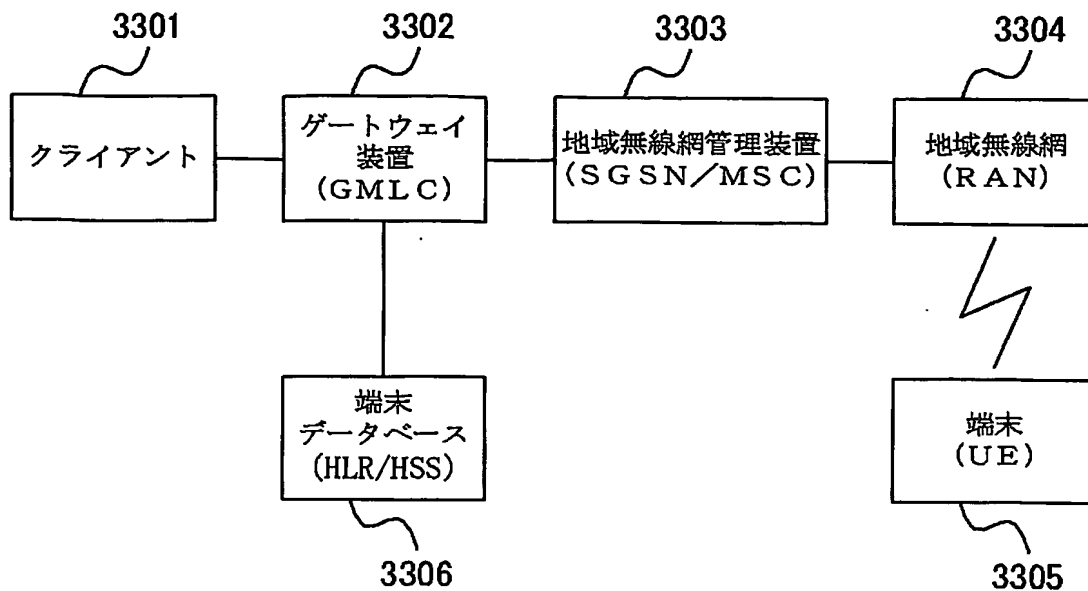 3301
3302
3303
3304
クライアント
ゲートウェイ
装置
(GMLC)
地域無線網管理装置
(SGSN/MSC)
地域無線網
(RAN)
端末
データベース
(HLR/HSS)
端末
(UE)
3306
3305